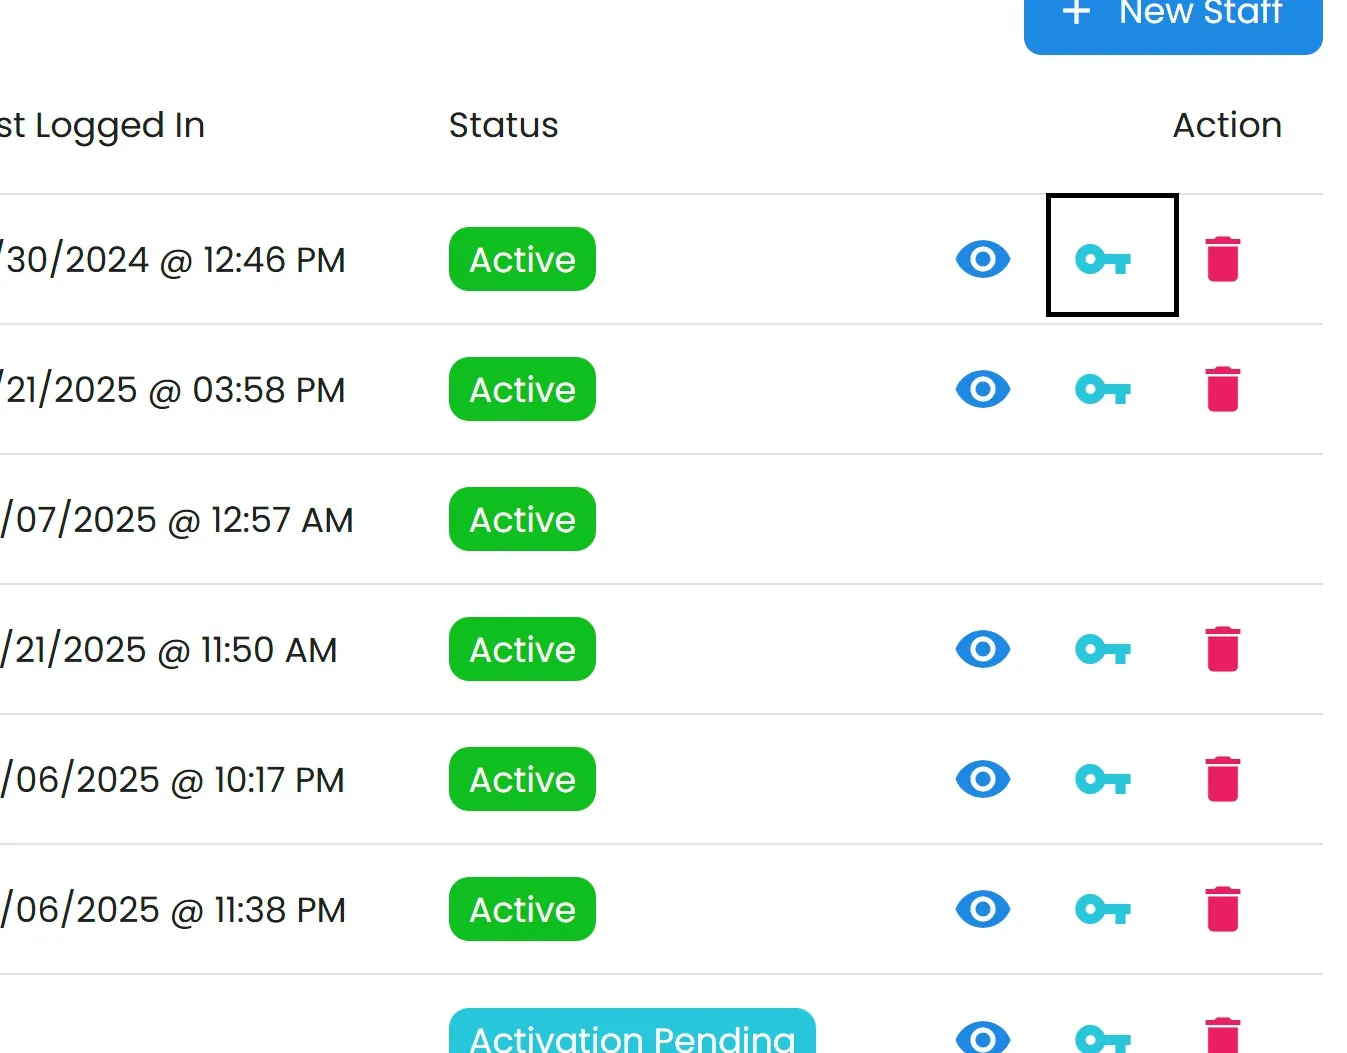 + New Staff
st Logged In Status Action
/30/2024 @ 12:46 PM Active
/21/2025 @ 03:58 PM Active
/07/2025 @ 12:57 AM Active
/21/2025 @ 11:50 AM Active
/06/2025 @ 10:17 PM Active
/06/2025 @ 11:38 PM Active
Activation Pending